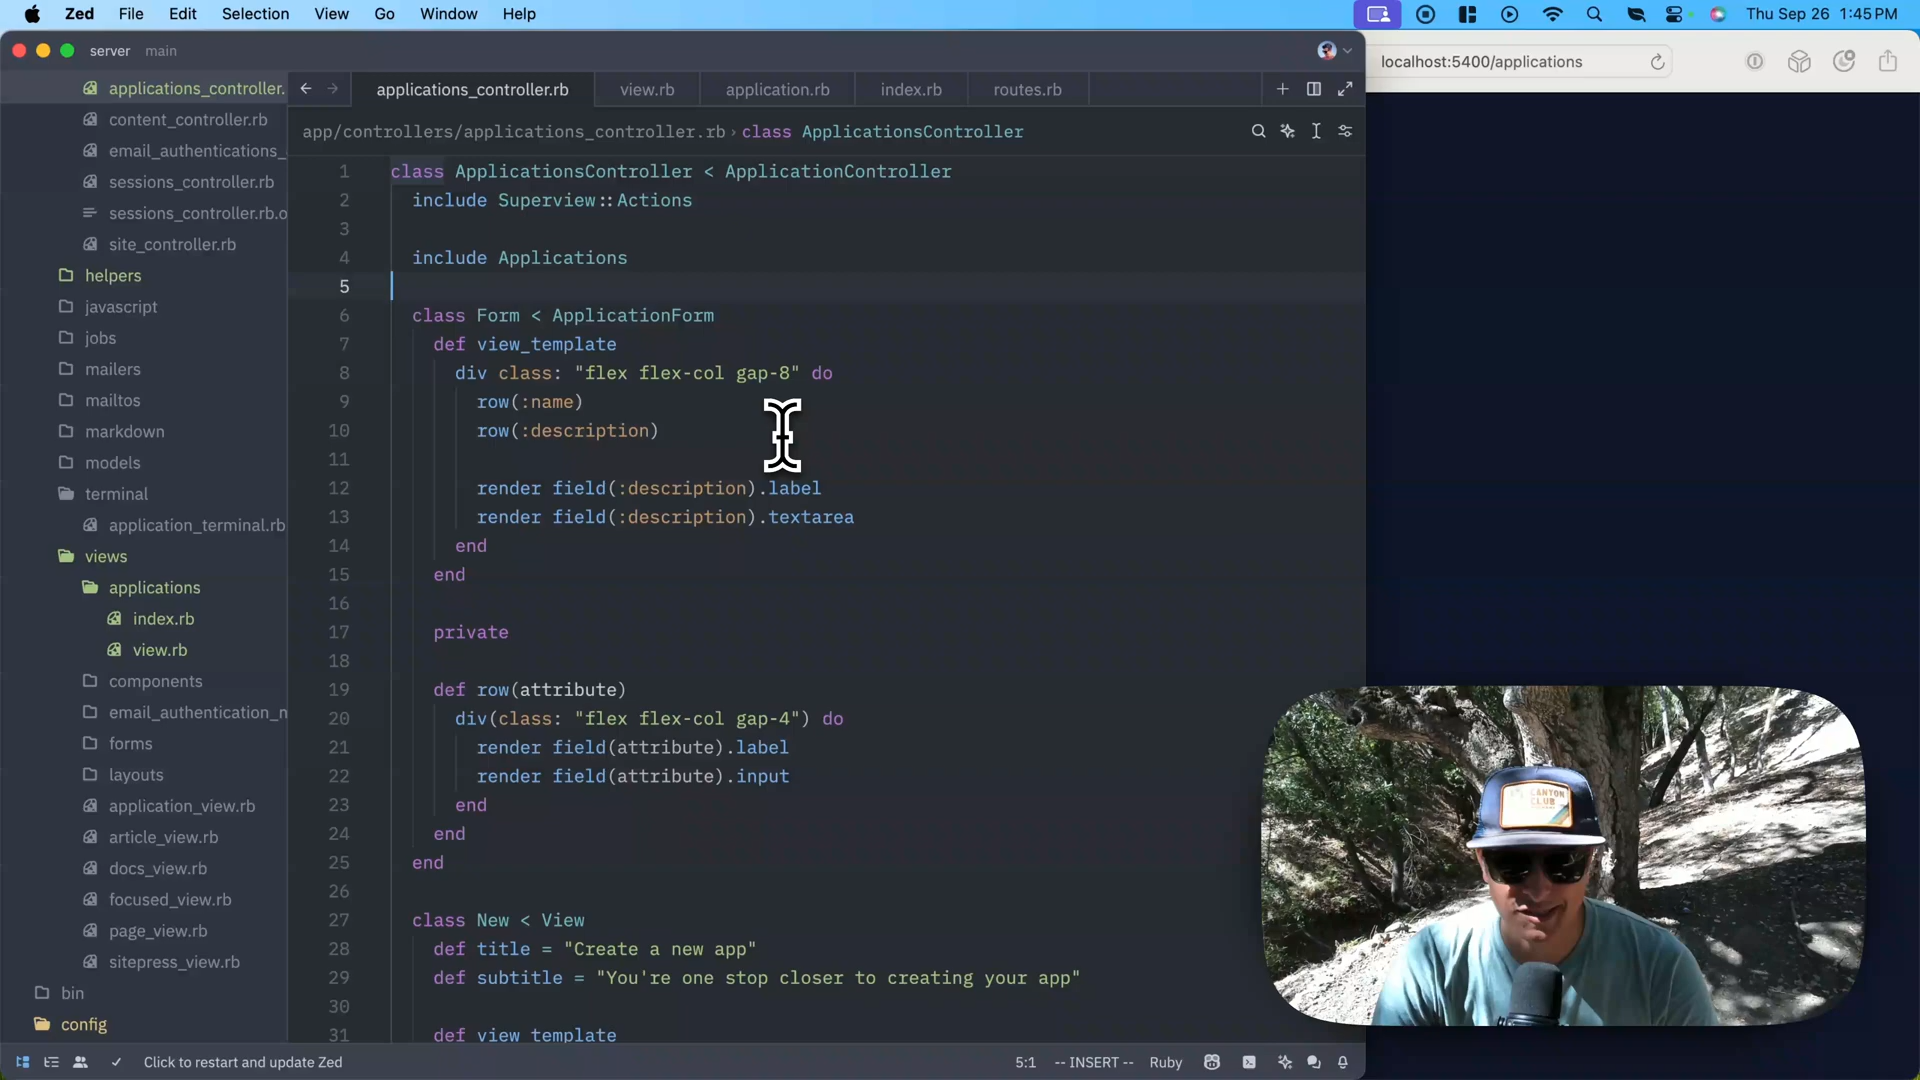 Zed File Edit Selection View Go Window Help Thu Sep 26 1:45 PM
server main
localhost:5400/applications
applications_controller.
content_controller.rb
email_authentications_
sessions_controller.rb
sessions_controller.rb.o
site_controller.rb
helpers
javascript
jobs
mailers
mailtos
markdown
models
terminal
application_terminal.rb
views
applications
index.rb
view.rb
components
email_authentication_n
forms
layouts
application_view.rb
article_view.rb
docs_view.rb
focused_view.rb
page_view.rb
sitepress_view.rb
bin
config
applications_controller.rb view.rb application.rb index.rb routes.rb
app/controllers/applications_controller.rb › class ApplicationsController
1 class ApplicationsController < ApplicationController
2 include Superview::Actions
3
4 include Applications
5
6 class Form < ApplicationForm
7 def view_template
8 div class: "flex flex-col gap-8" do
9 row(:name)
10 row(:description)
11
12 render field(:description).label
13 render field(:description).textarea
14 end
15 end
16
17 private
18
19 def row(attribute)
20 div(class: "flex flex-col gap-4") do
21 render field(attribute).label
22 render field(attribute).input
23 end
24 end
25 end
26
27 class New < View
28 def title = "Create a new app"
29 def subtitle = "You're one stop closer to creating your app"
30
31 def view_template
CANYON
CLUB
Click to restart and update Zed 5:1 -- INSERT -- Ruby